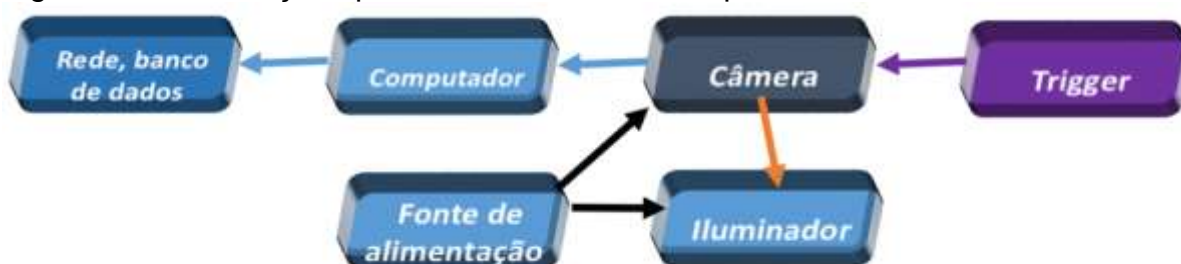 Rede, banco
de dados
Computador
Câmera
Trigger
Fonte de
alimentação
Iluminador